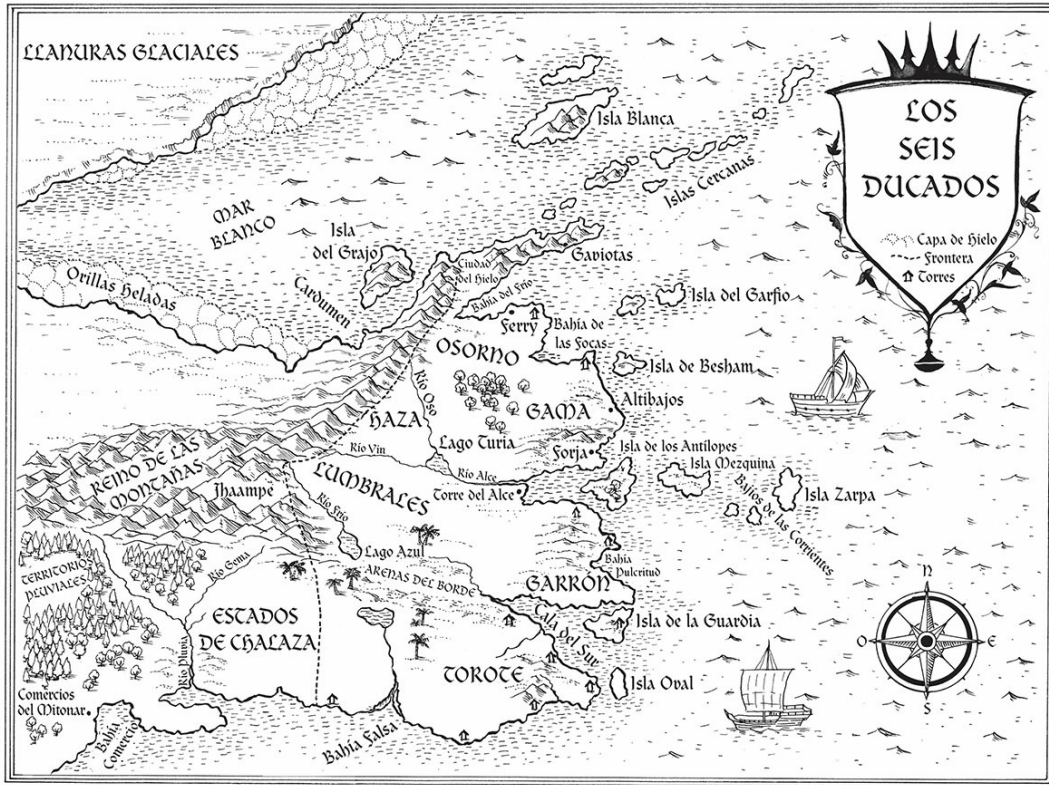 LLANURAS GLACIALES
LOS
SEIS
DUCADOS
Capa de Hielo
Frontera
Torres
Isla Blanca
Islas Cercanas
MAR
BLANCO
Isla
del Grajo
Ciudad
del Hielo
Gaviotas
Orillas Heladas
Cardumen
Bahía del Frío
Isla del Garfio
Ferry
Bahía de
las Focas
OSORNO
Isla de Besham
Río Oso
HAZA
GAMA
Altibajos
Lago Turia
Forja
Isla de los Antílopes
Río Vin
Isla Mezquina
REINO DE LAS
MONTAÑAS
Río Alce
Torre del Alce
Isla Zarpa
Bajíos de las Corrientes
Jhaampe
LUMBRALES
Río Frío
Lago Azul
Bahía
Pulcritud
TERRITORIOS
PLUVIALES
Río Gema
ARENAS DEL BORDE
GARRÓN
ESTADOS
DE CHALAZA
Cala del Sur
Isla de la Guardia
N
O
E
S
Río Pluvia
TOROTE
Isla Oval
Comercios
del Mitonar
Bahía
Comercio
Bahía Falsa